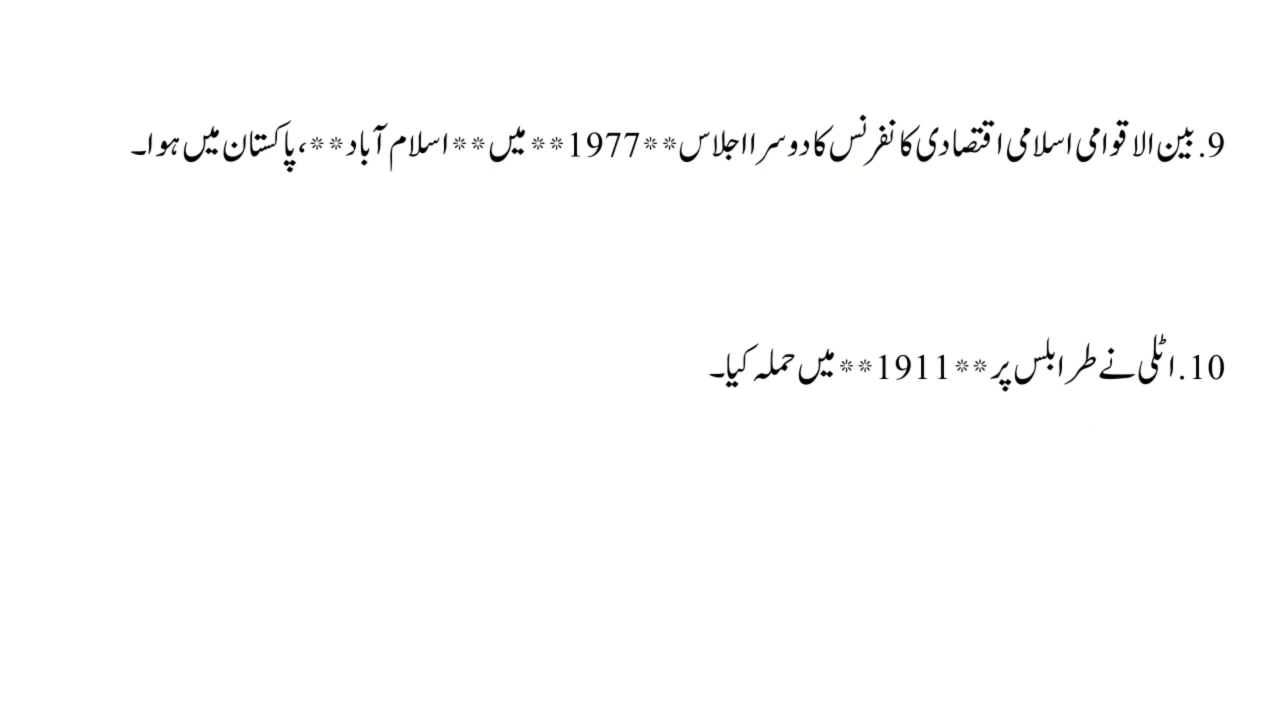 9. بین الاقوامی اسلامی اقتصادی کانفرنس کا دوسرا اجلاس **1977** میں **اسلام آباد**، پاکستان میں ہوا۔
10. اٹلی نے طرابلس پر **1911** میں حملہ کیا۔